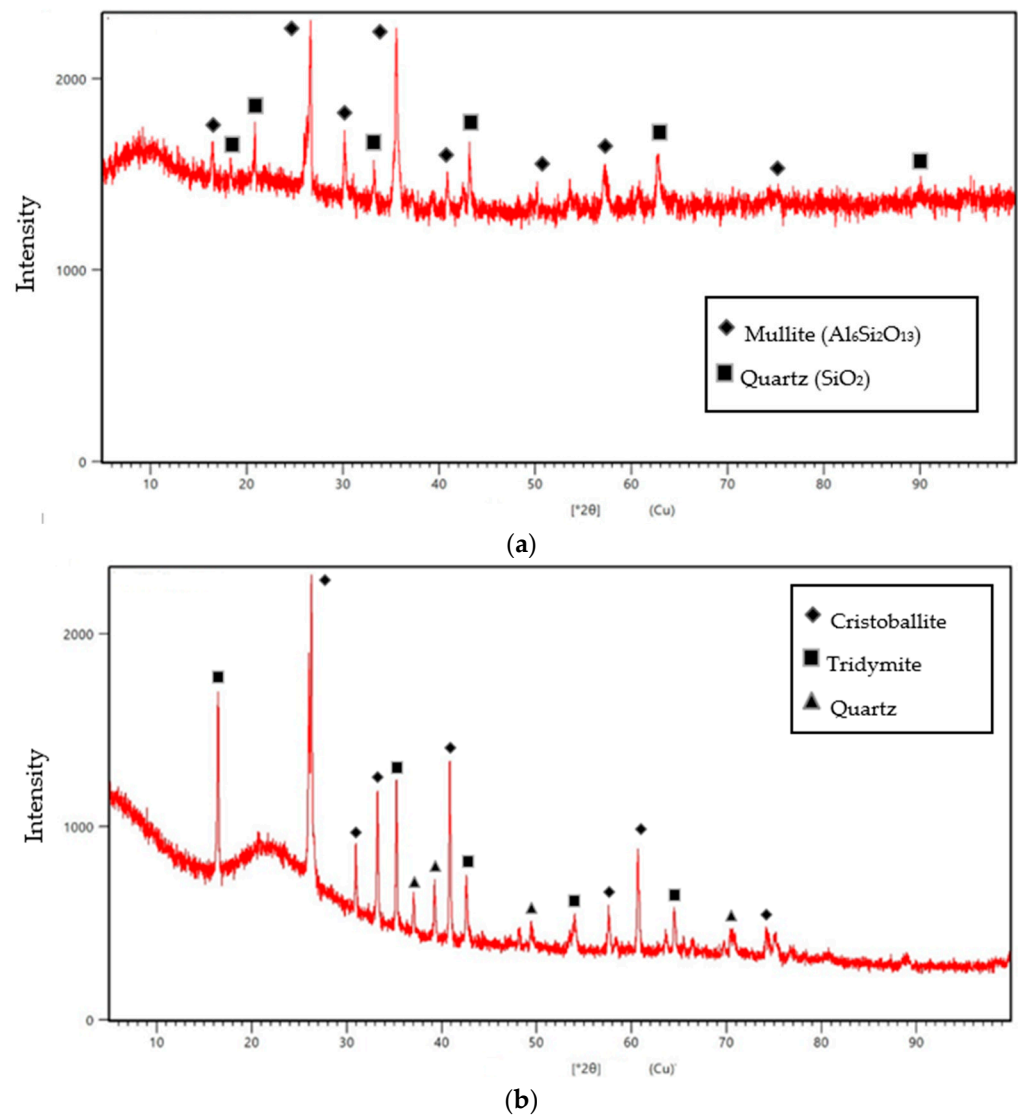 2000
1000
0
Intensity
Mullite (Al₆Si₂O₁₃)
Quartz (SiO₂)
10 20 30 40 50 60 70 80 90
[°2θ] (Cu)
(a)
2000
1000
0
Intensity
Cristoballite
Tridymite
Quartz
10 20 30 40 50 60 70 80 90
[°2θ] (Cu)
(b)